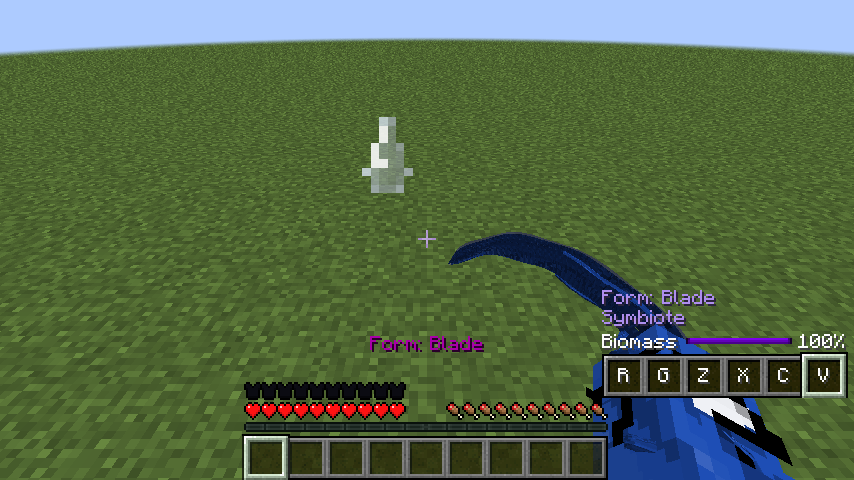 Form: Blade
Symbiote
Biomass 100%
Form: Blade
R G Z X C V